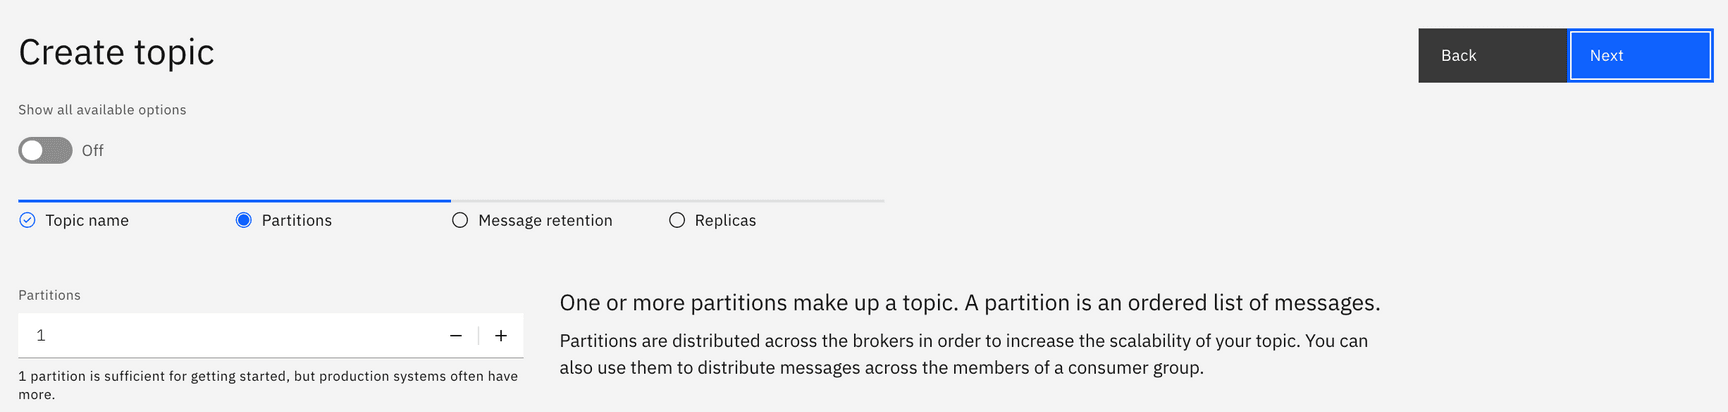 Create topic
Back
Next
Show all available options
Off
Topic name
Partitions
Message retention
Replicas
Partitions
1
1 partition is sufficient for getting started, but production systems often have
more.
One or more partitions make up a topic. A partition is an ordered list of messages.
Partitions are distributed across the brokers in order to increase the scalability of your topic. You can
also use them to distribute messages across the members of a consumer group.